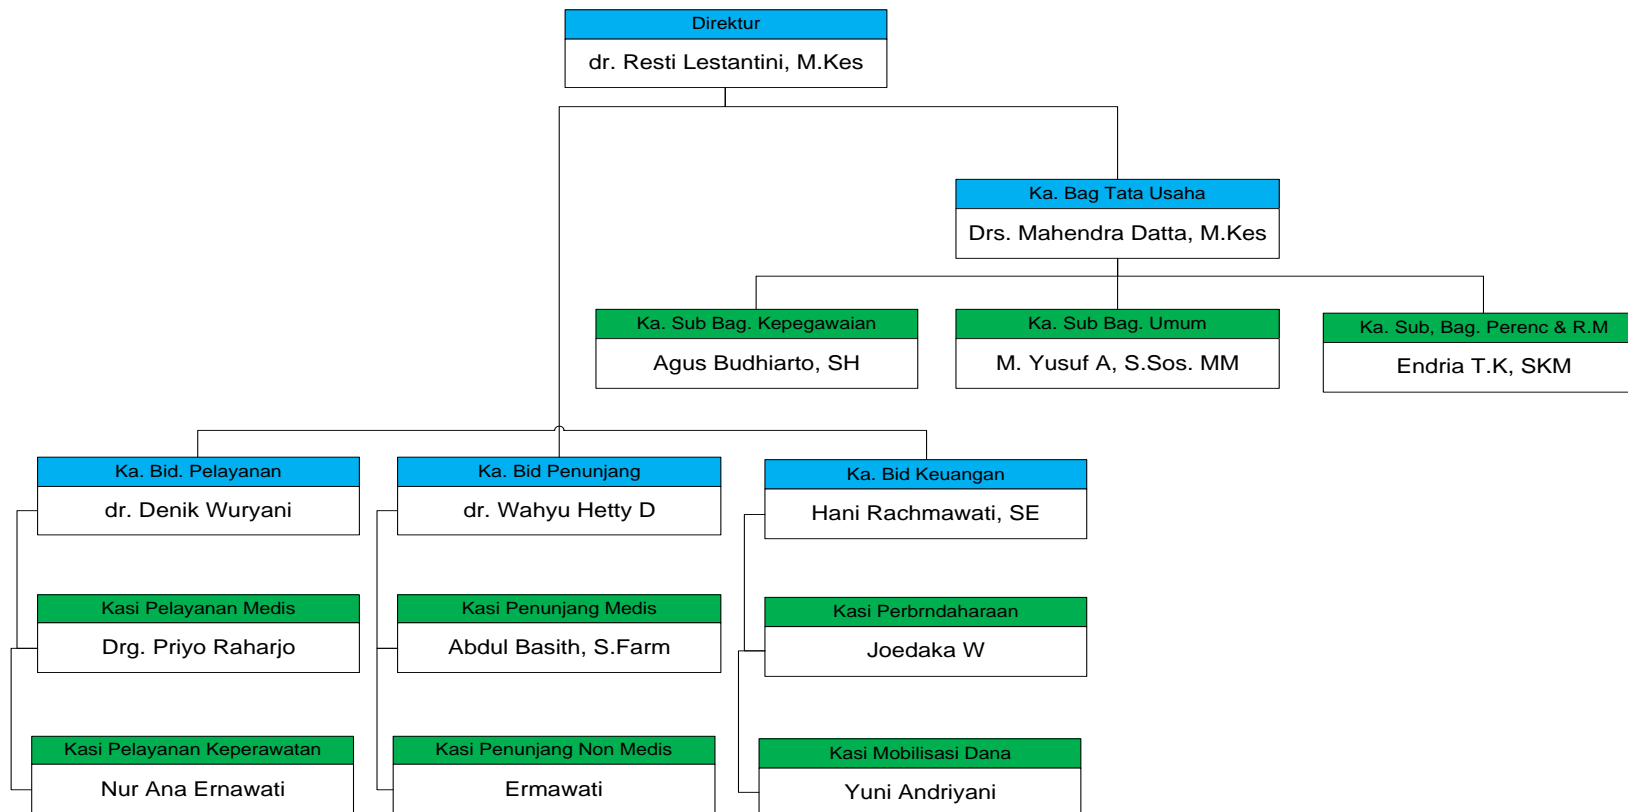 Direktur
dr. Resti Lestantini, M.Kes
Ka. Bag Tata Usaha
Drs. Mahendra Datta, M.Kes
Ka. Sub Bag. Kepegawaian
Agus Budhiarto, SH
Ka. Sub Bag. Umum
M. Yusuf A, S.Sos. MM
Ka. Sub, Bag. Perenc & R.M
Endria T.K, SKM
Ka. Bid. Pelayanan
dr. Denik Wuryani
Ka. Bid Penunjang
dr. Wahyu Hetty D
Ka. Bid Keuangan
Hani Rachmawati, SE
Kasi Pelayanan Medis
Drg. Priyo Raharjo
Kasi Penunjang Medis
Abdul Basith, S.Farm
Kasi Perbrndaharaan
Joedaka W
Kasi Pelayanan Keperawatan
Nur Ana Ernawati
Kasi Penunjang Non Medis
Ermawati
Kasi Mobilisasi Dana
Yuni Andriyani